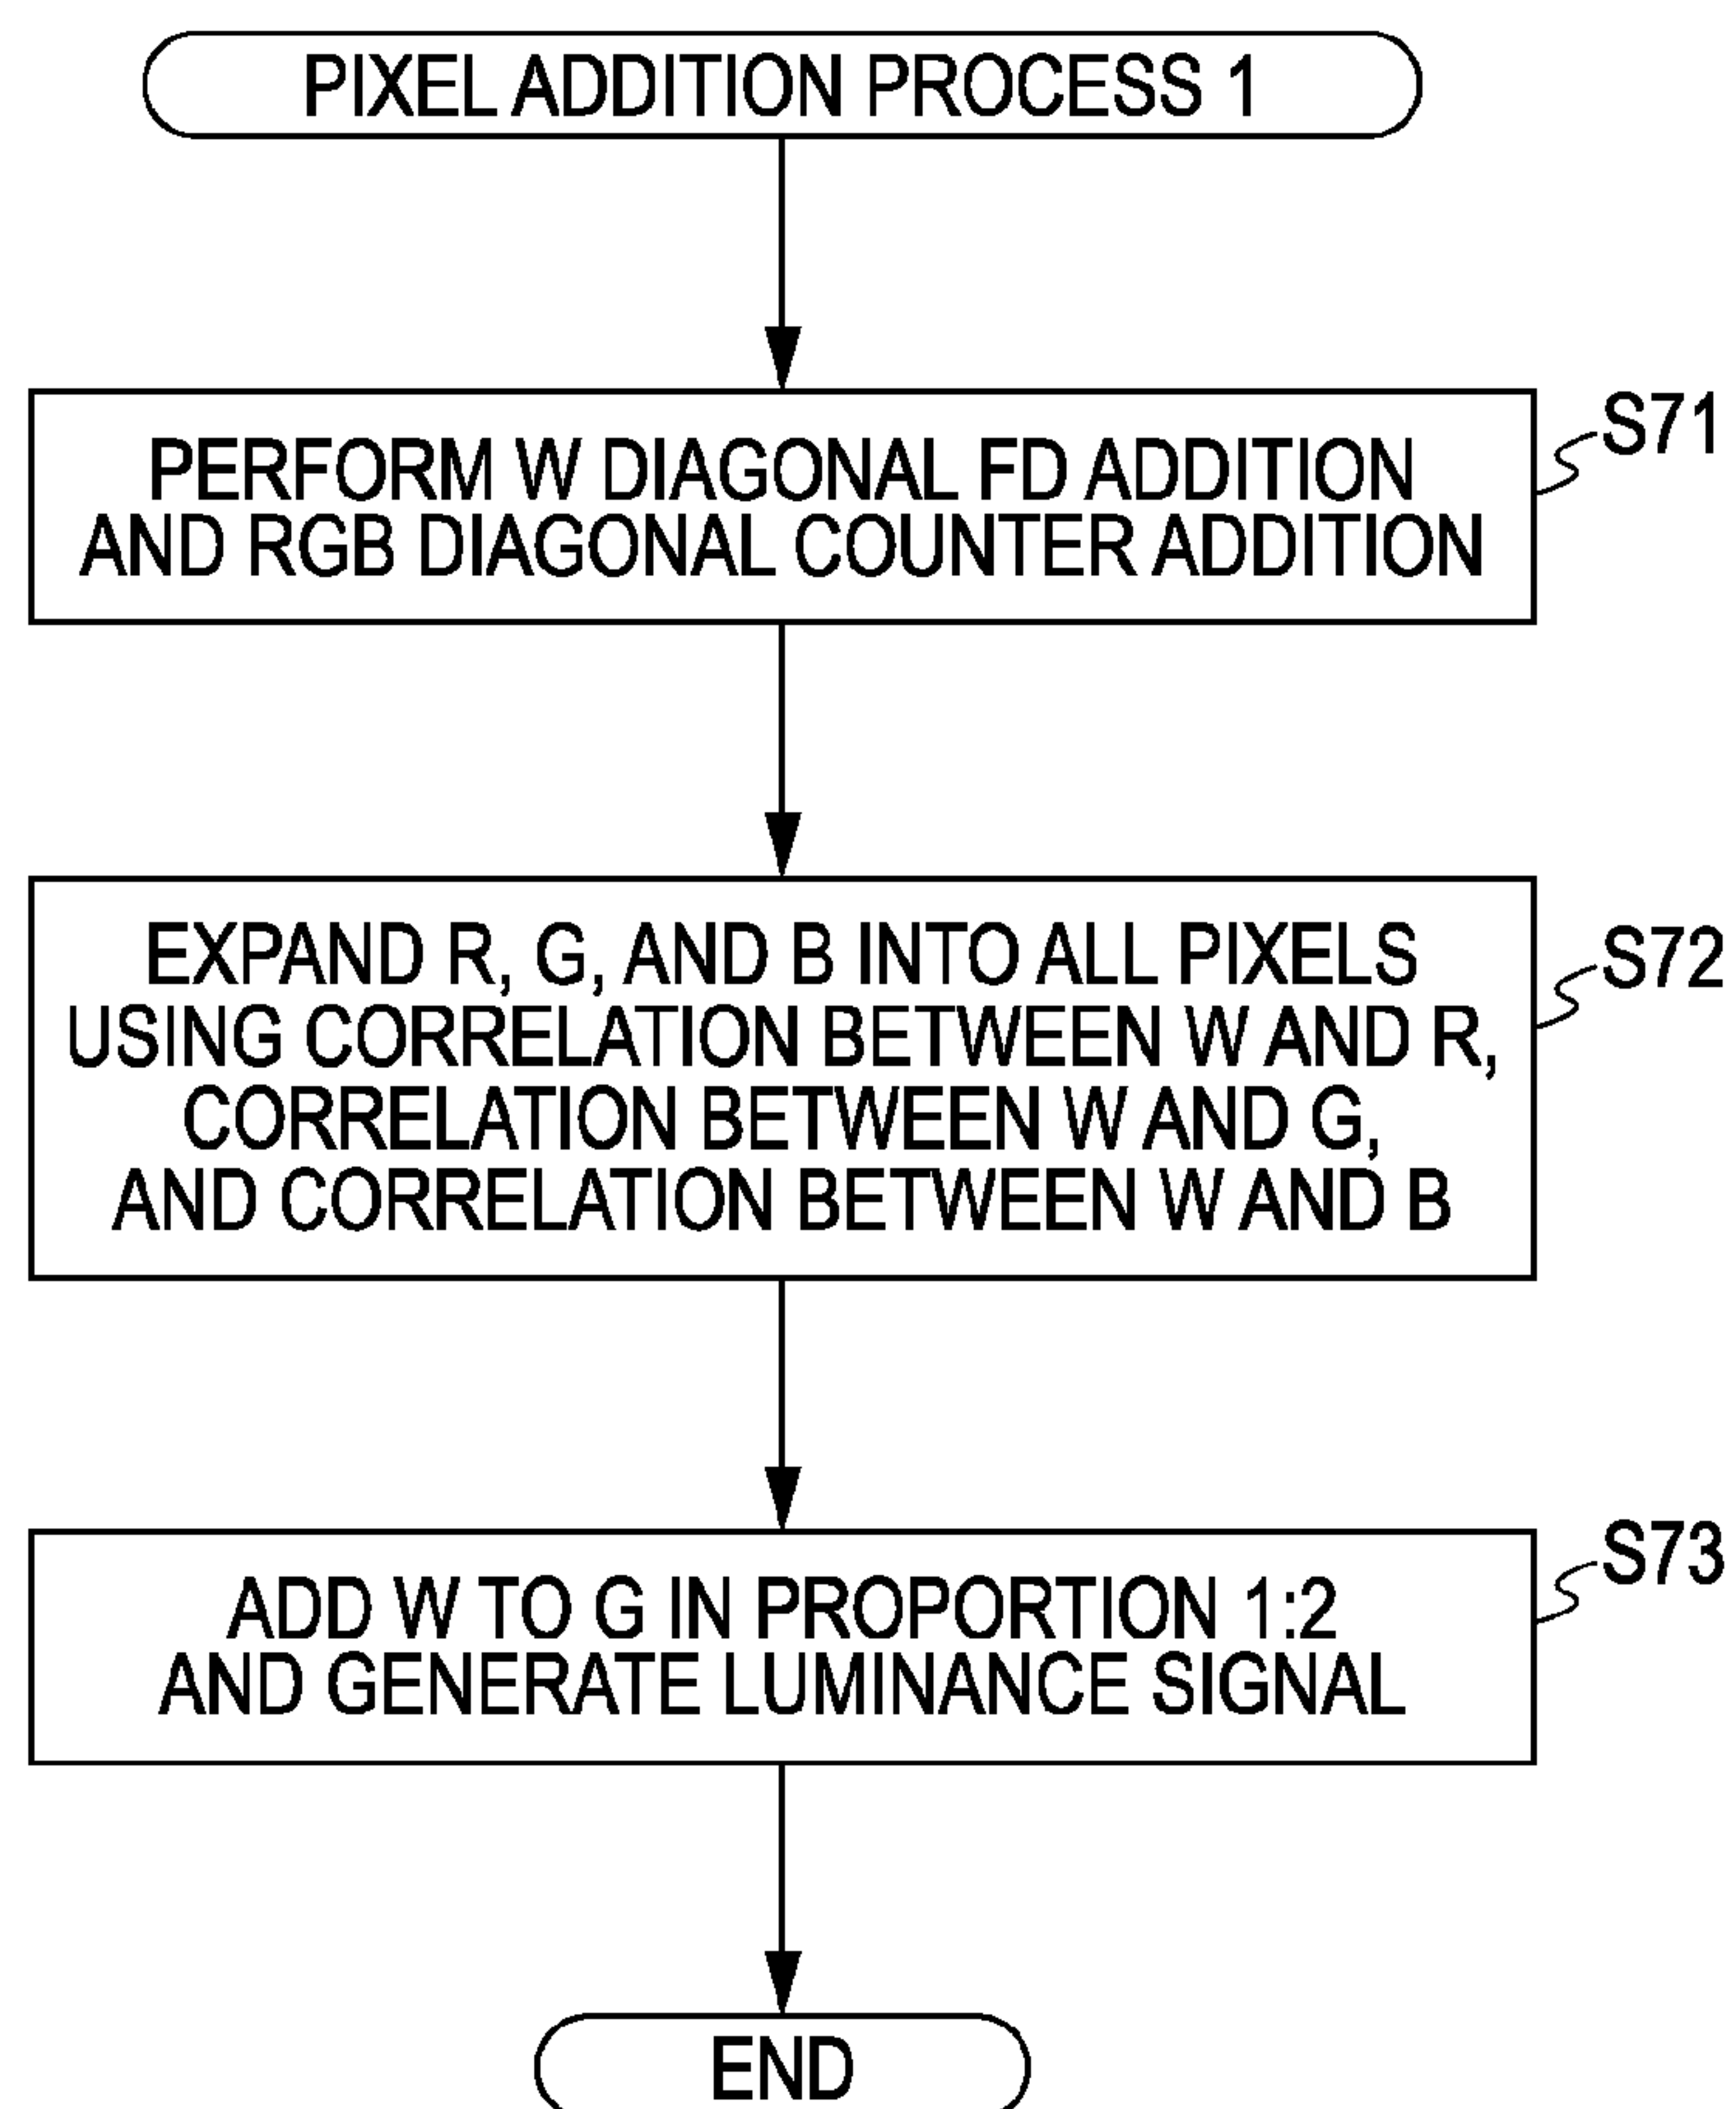 PIXEL ADDITION PROCESS 1
PERFORM W DIAGONAL FD ADDITION
AND RGB DIAGONAL COUNTER ADDITION
S71
EXPAND R, G, AND B INTO ALL PIXELS
USING CORRELATION BETWEEN W AND R,
CORRELATION BETWEEN W AND G,
AND CORRELATION BETWEEN W AND B
S72
ADD W TO G IN PROPORTION 1:2
AND GENERATE LUMINANCE SIGNAL
S73
END